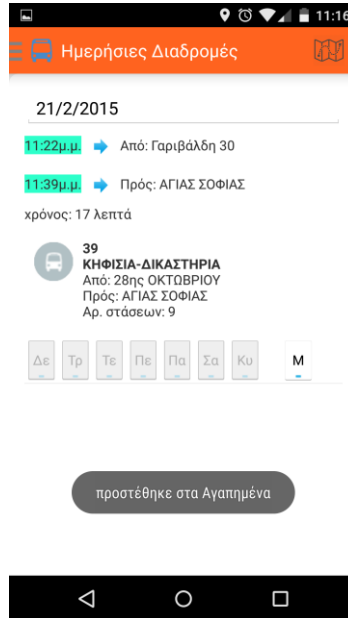 11:16
Ημερήσιες Διαδρομές
21/2/2015
11:22μ.μ. Από: Γαριβάλδη 30
11:39μ.μ. Πρός: ΑΓΙΑΣ ΣΟΦΙΑΣ
χρόνος: 17 λεπτά
39
ΚΗΦΙΣΙΑ-ΔΙΚΑΣΤΗΡΙΑ
Από: 28ης ΟΚΤΩΒΡΙΟΥ
Πρός: ΑΓΙΑΣ ΣΟΦΙΑΣ
Αρ. στάσεων: 9
Δε Τρ Τε Πε Πα Σα Κυ Μ
προστέθηκε στα Αγαπημένα